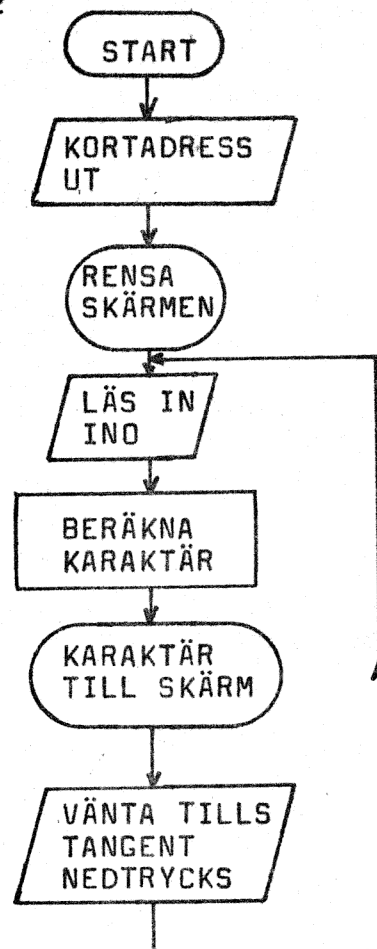 START
KORTADRESS
UT
RENSA
SKÄRMEN
LÄS IN
INO
BERÄKNA
KARAKTÄR
KARAKTÄR
TILL SKÄRM
VÄNTA TILLS
TANGENT
NEDTRYCKS